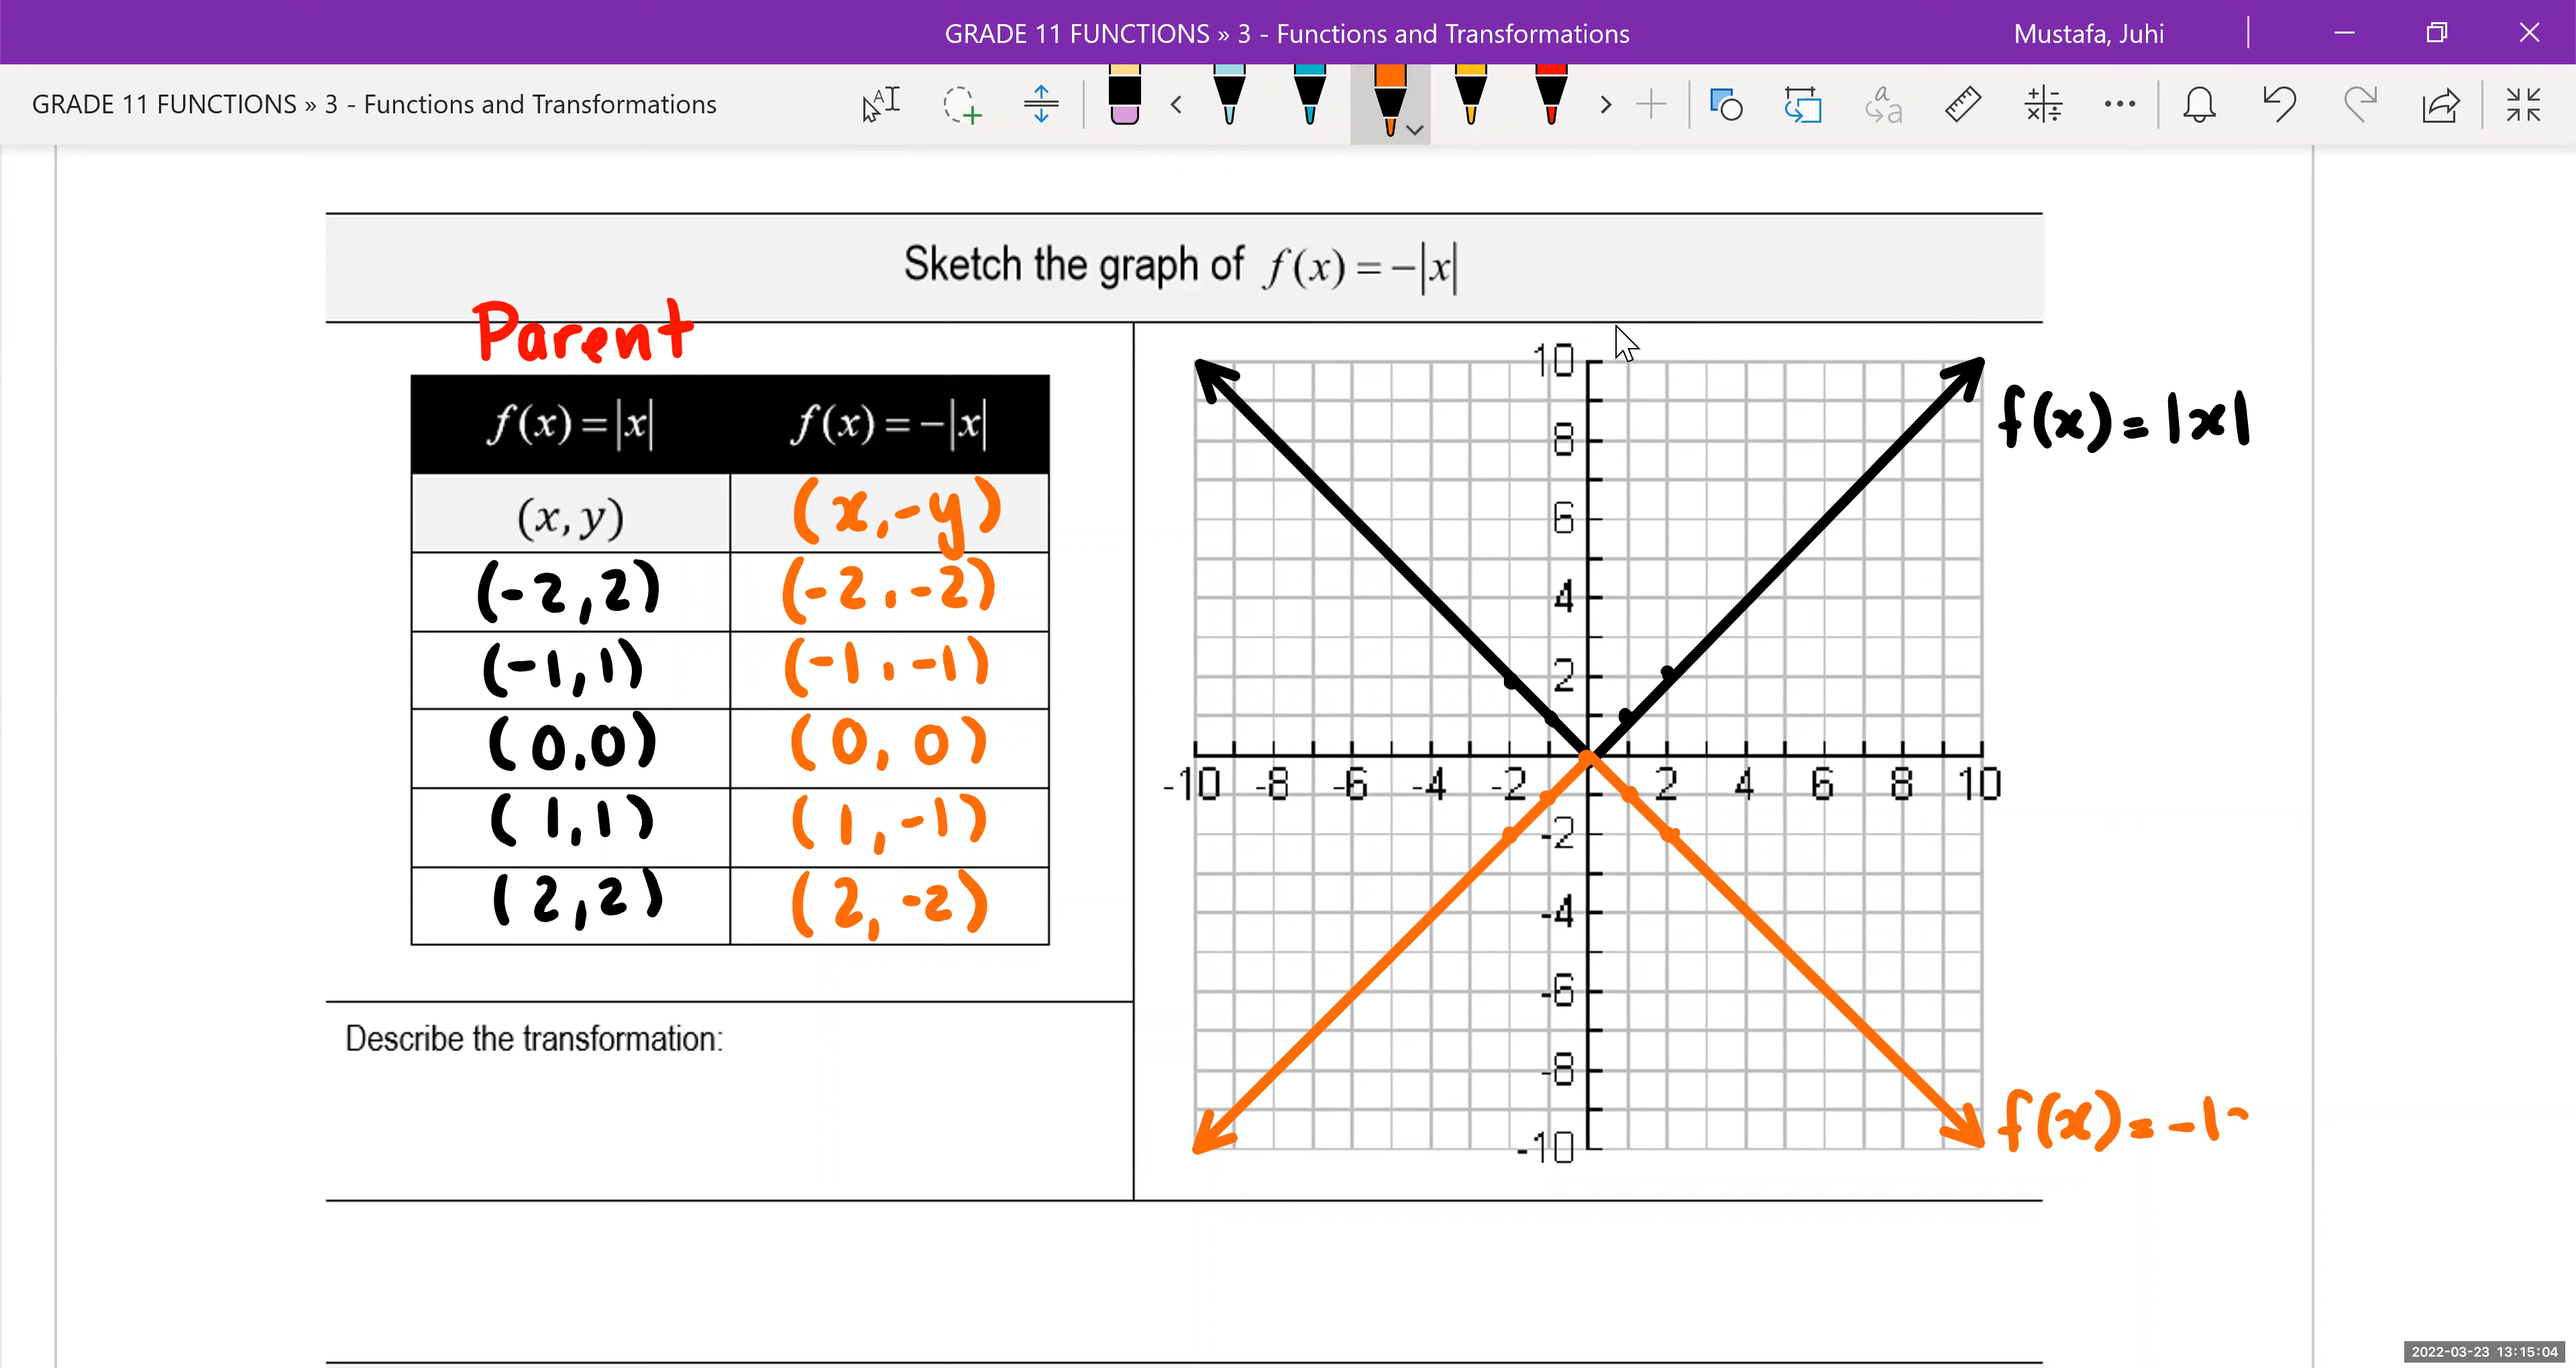 GRADE 11 FUNCTIONS » 3 - Functions and Transformations
Mustafa, Juhi
GRADE 11 FUNCTIONS » 3 - Functions and Transformations
Sketch the graph of f(x) = −|x|
Parent
f(x) = |x| f(x) = −|x|
(x, y) (x, -y)
(-2, 2) (-2, -2)
(-1, 1) (-1, -1)
(0, 0) (0, 0)
(1, 1) (1, -1)
(2, 2) (2, -2)
Describe the transformation:
10
8
6
4
2
-10 -8 -6 -4 -2 2 4 6 8 10
-2
-4
-6
-8
-10
f(x) = |x|
f(x) = -|
2022-03-23 13:15:04